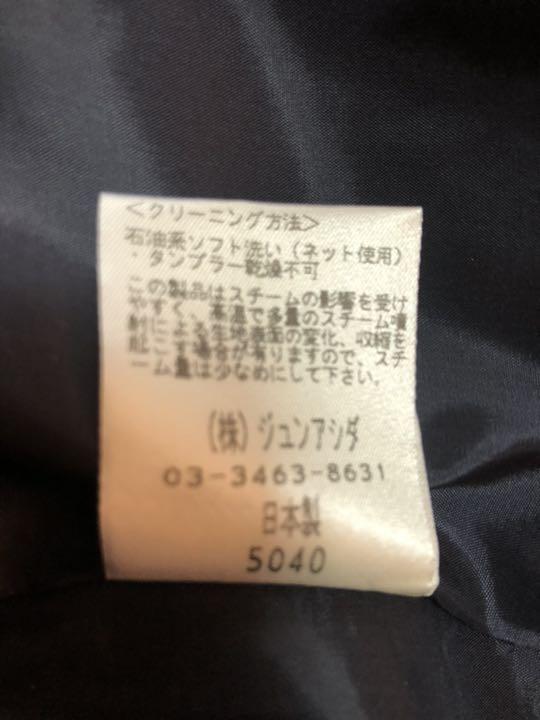 ＜クリーニング方法＞
石油系ソフト洗い（ネット使用）
・タンブラー乾燥不可
この製品はスチームの影響を受け
やすく、高温で多量のスチーム噴
射による生地表面の変化、収縮を
起こす場合が有りますので、スチ
ーム量は少なめにして下さい。
（株）ジュンアシダ
03-3463-8631
日本製
5040